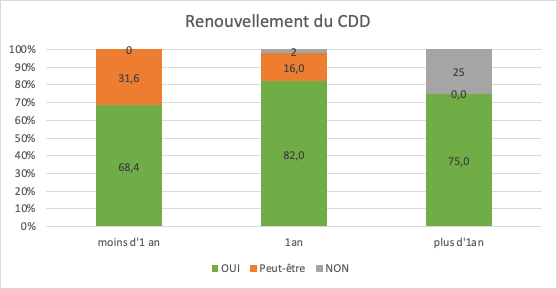 Renouvellement du CDD
100%
90%
80%
70%
60%
50%
40%
30%
20%
10%
0%
0
31,6
68,4
2
16,0
82,0
25
0,0
75,0
moins d'1 an
1an
plus d'1an
OUI
Peut-être
NON